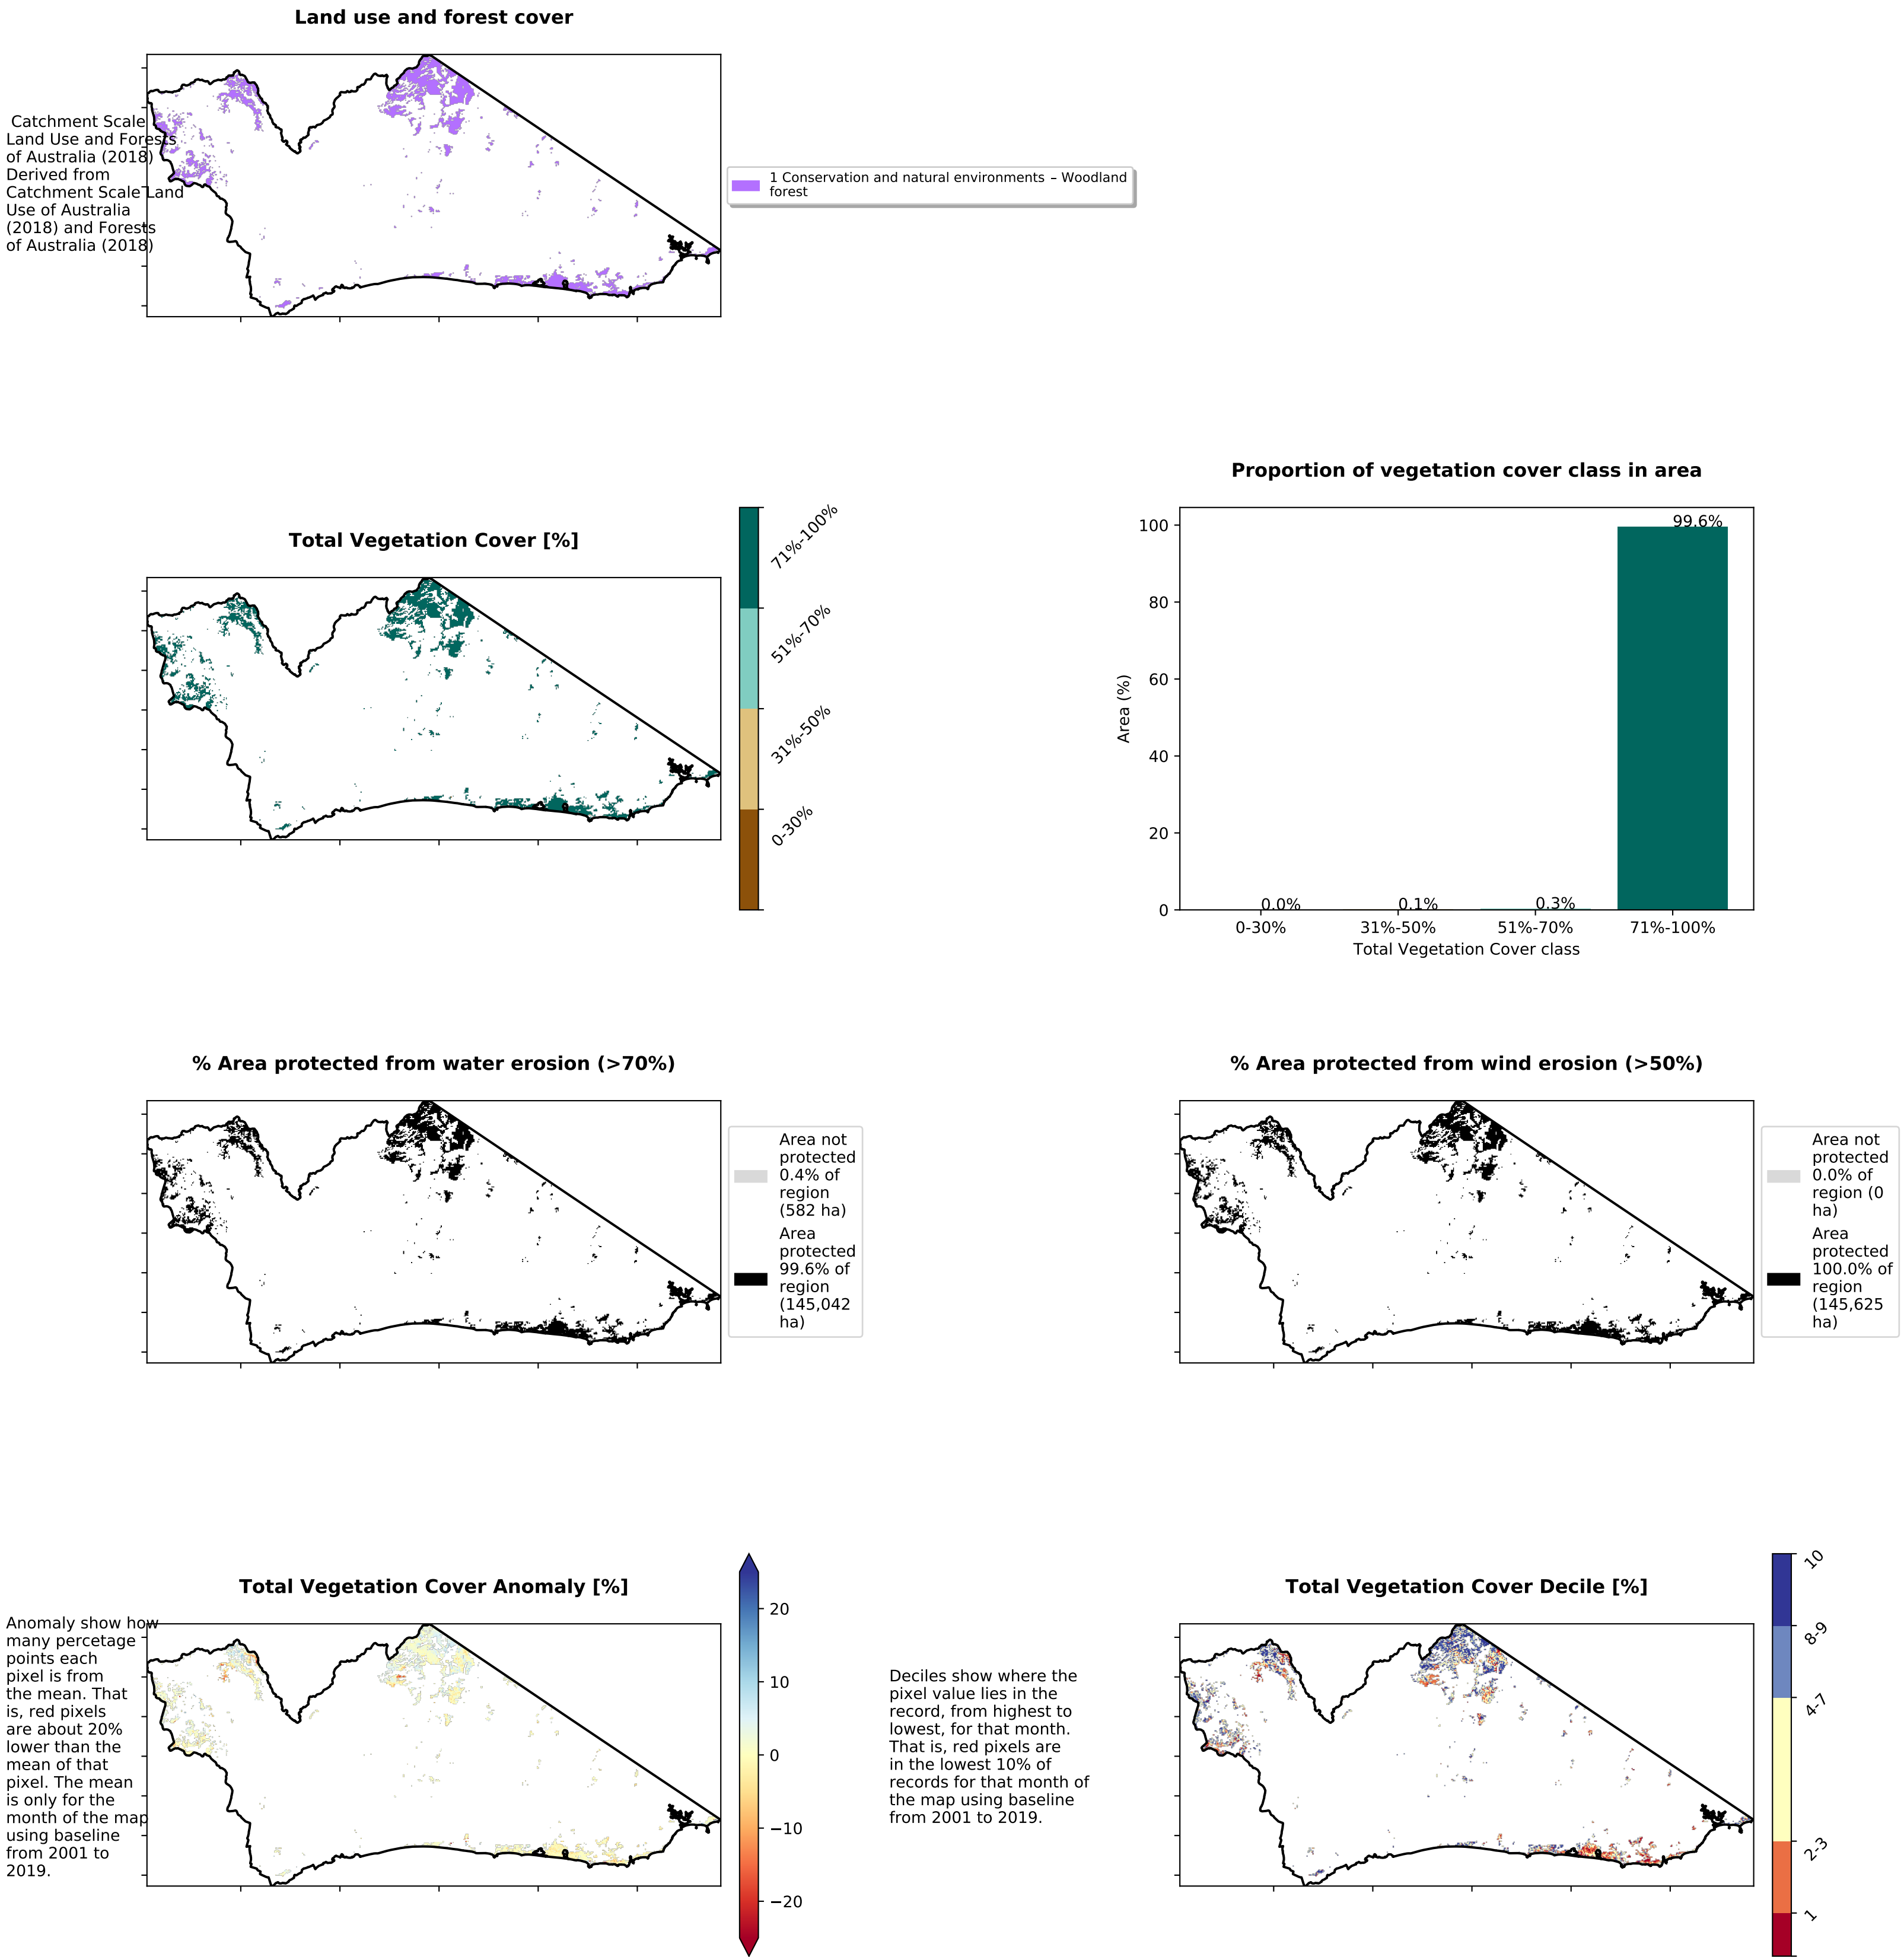 Land use and forest cover
Catchment Scale
Land Use and Forests
of Australia (2018)
Derived from
Catchment Scale Land
Use of Australia
(2018) and Forests
of Australia (2018)
1 Conservation and natural environments – Woodland
forest
Total Vegetation Cover [%]
71%-100%
51%-70%
31%-50%
0-30%
Proportion of vegetation cover class in area
Area (%)
100
80
60
40
20
0
0.0%
0.1%
0.3%
99.6%
0-30%
31%-50%
51%-70%
71%-100%
Total Vegetation Cover class
% Area protected from water erosion (>70%)
Area not
protected
0.4% of
region
(582 ha)
Area
protected
99.6% of
region
(145,042
ha)
% Area protected from wind erosion (>50%)
Area not
protected
0.0% of
region (0
ha)
Area
protected
100.0% of
region
(145,625
ha)
Total Vegetation Cover Anomaly [%]
Anomaly show how
many percetage
points each
pixel is from
the mean. That
is, red pixels
are about 20%
lower than the
mean of that
pixel. The mean
is only for the
month of the map
using baseline
from 2001 to
2019.
20
10
0
−10
−20
Deciles show where the
pixel value lies in the
record, from highest to
lowest, for that month.
That is, red pixels are
in the lowest 10% of
records for that month of
the map using baseline
from 2001 to 2019.
Total Vegetation Cover Decile [%]
10
8-9
4-7
2-3
1